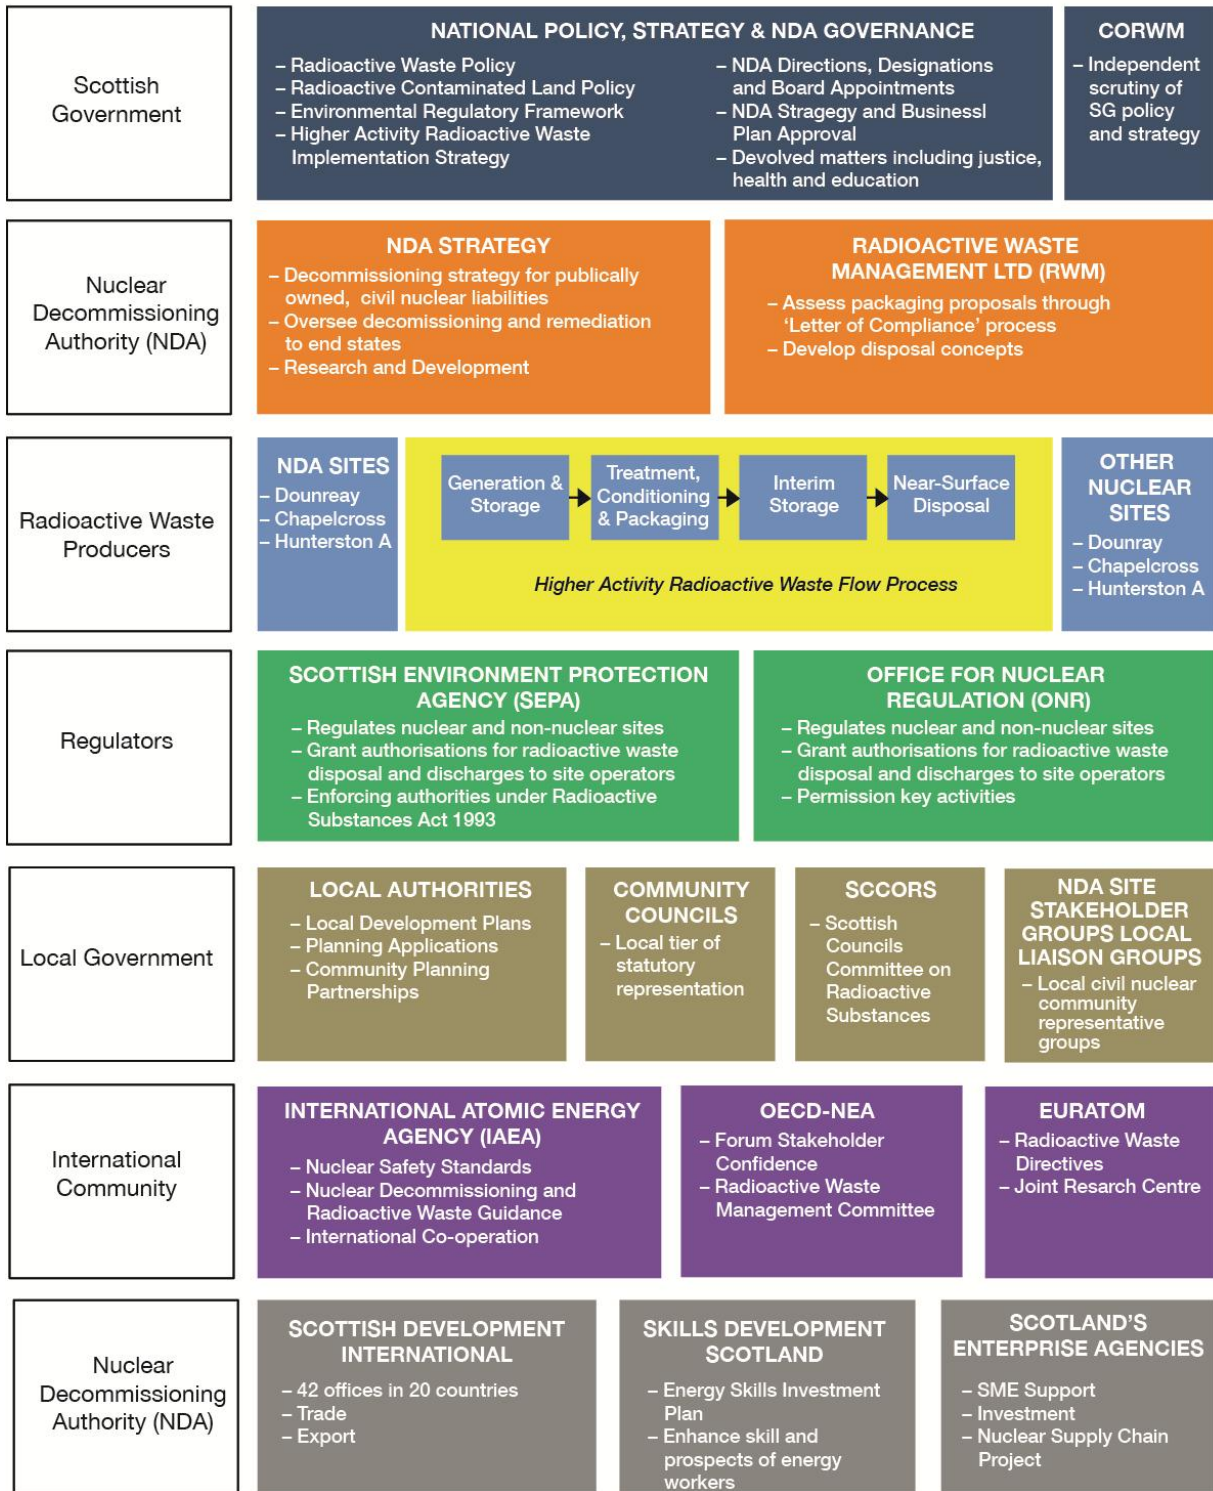 Scottish
Government
NATIONAL POLICY, STRATEGY & NDA GOVERNANCE
– Radioactive Waste Policy
– Radioactive Contaminated Land Policy
– Environmental Regulatory Framework
– Higher Activity Radioactive Waste
Implementation Strategy
– NDA Directions, Designations
and Board Appointments
– NDA Stragegy and Businessl
Plan Approval
– Devolved matters including justice,
health and education
CORWM
– Independent
scrutiny of
SG policy
and strategy
Nuclear
Decommissioning
Authority (NDA)
NDA STRATEGY
– Decommissioning strategy for publically
owned, civil nuclear liabilities
– Oversee decomissioning and remediation
to end states
– Research and Development
RADIOACTIVE WASTE
MANAGEMENT LTD (RWM)
– Assess packaging proposals through
‘Letter of Compliance’ process
– Develop disposal concepts
Radioactive Waste
Producers
NDA SITES
– Dounreay
– Chapelcross
– Hunterston A
Generation &
Storage
Treatment,
Conditioning
& Packaging
Interim
Storage
Near-Surface
Disposal
Higher Activity Radioactive Waste Flow Process
OTHER
NUCLEAR
SITES
– Dounray
– Chapelcross
– Hunterston A
Regulators
SCOTTISH ENVIRONMENT PROTECTION
AGENCY (SEPA)
– Regulates nuclear and non-nuclear sites
– Grant authorisations for radioactive waste
disposal and discharges to site operators
– Enforcing authorities under Radioactive
Substances Act 1993
OFFICE FOR NUCLEAR
REGULATION (ONR)
– Regulates nuclear and non-nuclear sites
– Grant authorisations for radioactive waste
disposal and discharges to site operators
– Permission key activities
Local Government
LOCAL AUTHORITIES
– Local Development Plans
– Planning Applications
– Community Planning
Partnerships
COMMUNITY
COUNCILS
– Local tier of
statutory
representation
SCCORS
– Scottish
Councils
Committee on
Radioactive
Substances
NDA SITE
STAKEHOLDER
GROUPS LOCAL
LIAISON GROUPS
– Local civil nuclear
community
representative
groups
International
Community
INTERNATIONAL ATOMIC ENERGY
AGENCY (IAEA)
– Nuclear Safety Standards
– Nuclear Decommissioning and
Radioactive Waste Guidance
– International Co-operation
OECD-NEA
– Forum Stakeholder
Confidence
– Radioactive Waste
Management Committee
EURATOM
– Radioactive Waste
Directives
– Joint Resarch Centre
Nuclear
Decommissioning
Authority (NDA)
SCOTTISH DEVELOPMENT
INTERNATIONAL
– 42 offices in 20 countries
– Trade
– Export
SKILLS DEVELOPMENT
SCOTLAND
– Energy Skills Investment
Plan
– Enhance skill and
prospects of energy
workers
SCOTLAND’S
ENTERPRISE AGENCIES
– SME Support
– Investment
– Nuclear Supply Chain
Project